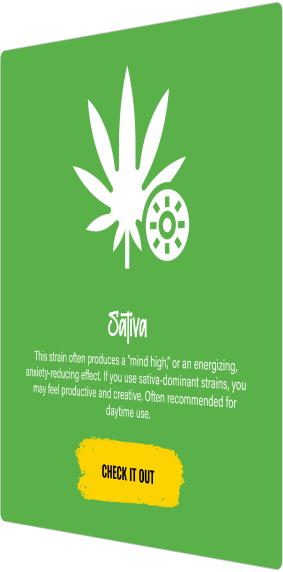 Sativa
This strain often produces a "mind high," or an energizing,
anxiety-reducing effect. If you use sativa-dominant strains, you
may feel productive and creative. Often recommended for
daytime use.
CHECK IT OUT